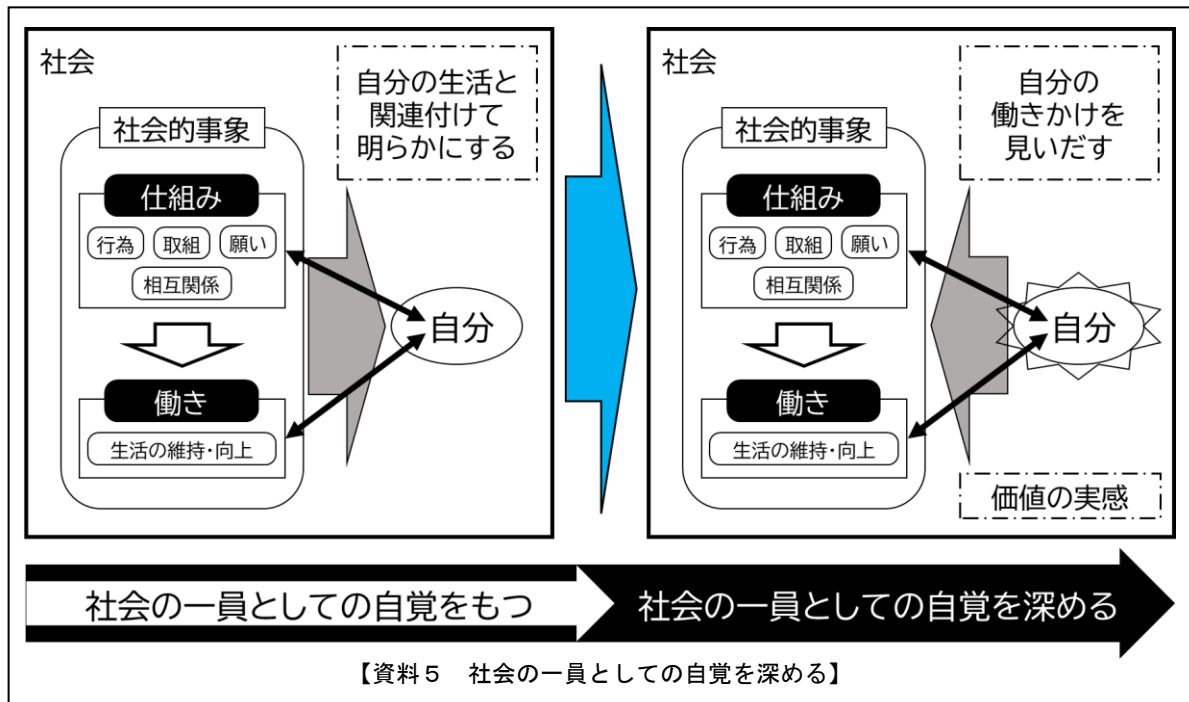 社会
自分の生活と
関連付けて
明らかにする
社会的事象
仕組み
行為 取組 願い
相互関係
自分
働き
生活の維持・向上
社会
自分の
働きかけを
見いだす
社会的事象
仕組み
行為 取組 願い
相互関係
自分
働き
生活の維持・向上
価値の実感
社会の一員としての自覚をもつ
社会の一員としての自覚を深める
【資料５ 社会の一員としての自覚を深める】